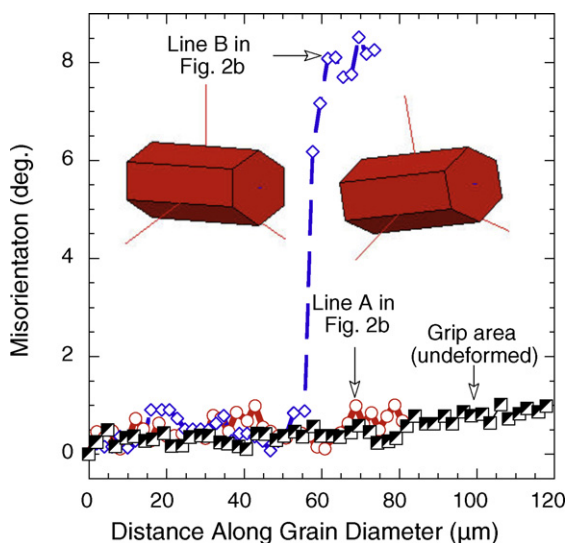 8
Line B in
Fig. 2b
6
Misorientaton (deg.)
4
2
Line A in
Fig. 2b
Grip area
(undeformed)
0
0 20 40 60 80 100 120
Distance Along Grain Diameter (µm)